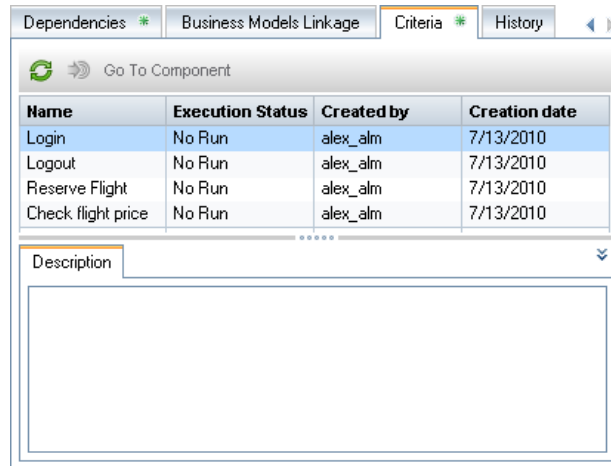 Dependencies * Business Models Linkage Criteria * History
Go To Component
Name Execution Status Created by Creation date
Login No Run alex_alm 7/13/2010
Logout No Run alex_alm 7/13/2010
Reserve Flight No Run alex_alm 7/13/2010
Check flight price No Run alex_alm 7/13/2010
Description